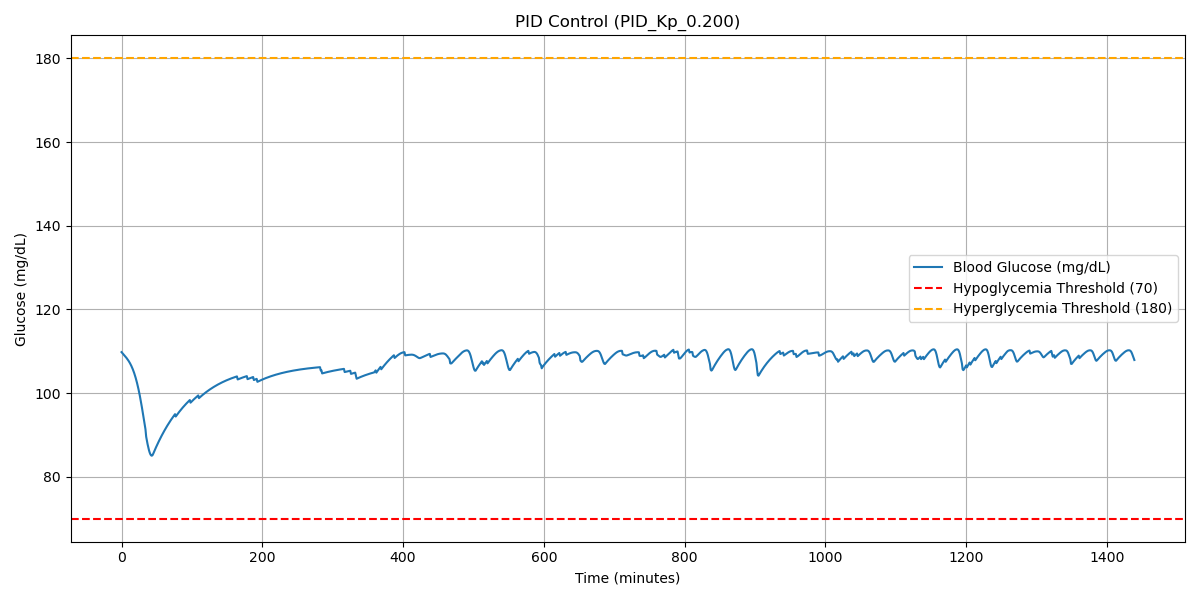 PID Control (PID_Kp_0.200)
Glucose (mg/dL)
180
160
140
120
100
80
Blood Glucose (mg/dL)
Hypoglycemia Threshold (70)
Hyperglycemia Threshold (180)
0 200 400 600 800 1000 1200 1400
Time (minutes)